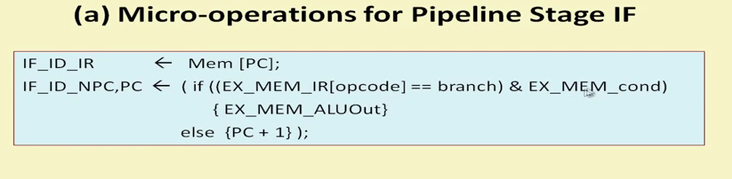 (a) Micro-operations for Pipeline Stage IF
IF_ID_IR ← Mem [PC];
IF_ID_NPC,PC ← ( if ((EX_MEM_IR[opcode] == branch) & EX_MEM_cond)
{ EX_MEM_ALUOut}
else {PC + 1} );